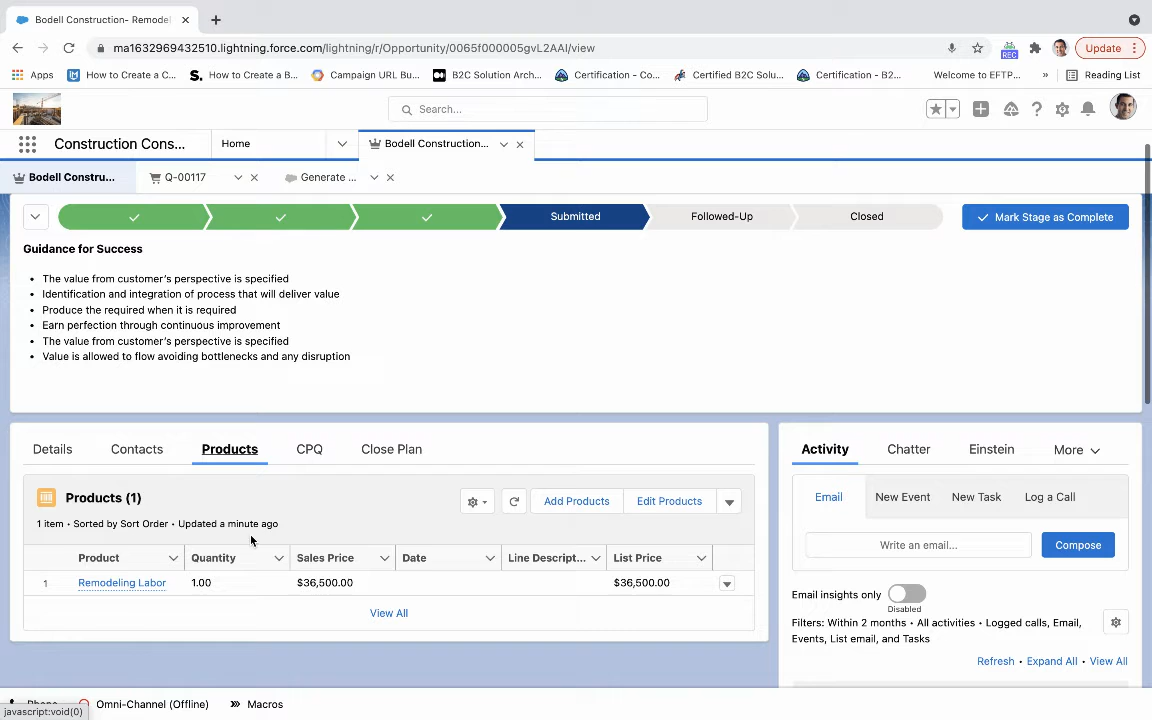 Bodell Construction- Remodel
ma1632969432510.lightning.force.com/lightning/r/Opportunity/0065f000005gvL2AAI/view
REC
Update
Apps
How to Create a C...
How to Create a B...
Campaign URL Bu...
B2C Solution Arch...
Certification - Co...
Certified B2C Solu...
Certification - B2...
Welcome to EFTP...
»
Reading List
Search...
Construction Cons...
Home
Bodell Construction...
Bodell Constru...
Q-00117
Generate ...
Submitted
Followed-Up
Closed
Mark Stage as Complete
Guidance for Success
• The value from customer's perspective is specified
• Identification and integration of process that will deliver value
• Produce the required when it is required
• Earn perfection through continuous improvement
• The value from customer's perspective is specified
• Value is allowed to flow avoiding bottlenecks and any disruption
Details
Contacts
Products
CPQ
Close Plan
Products (1)
1 item • Sorted by Sort Order • Updated a minute ago
Add Products
Edit Products
Product
Quantity
Sales Price
Date
Line Descript...
List Price
1
Remodeling Labor
1.00
$36,500.00
$36,500.00
View All
Activity
Chatter
Einstein
More
Email
New Event
New Task
Log a Call
Write an email...
Compose
Email insights only
Disabled
Filters: Within 2 months • All activities • Logged calls, Email,
Events, List email, and Tasks
Refresh • Expand All • View All
Phone
Omni-Channel (Offline)
Macros
javascript:void(0)